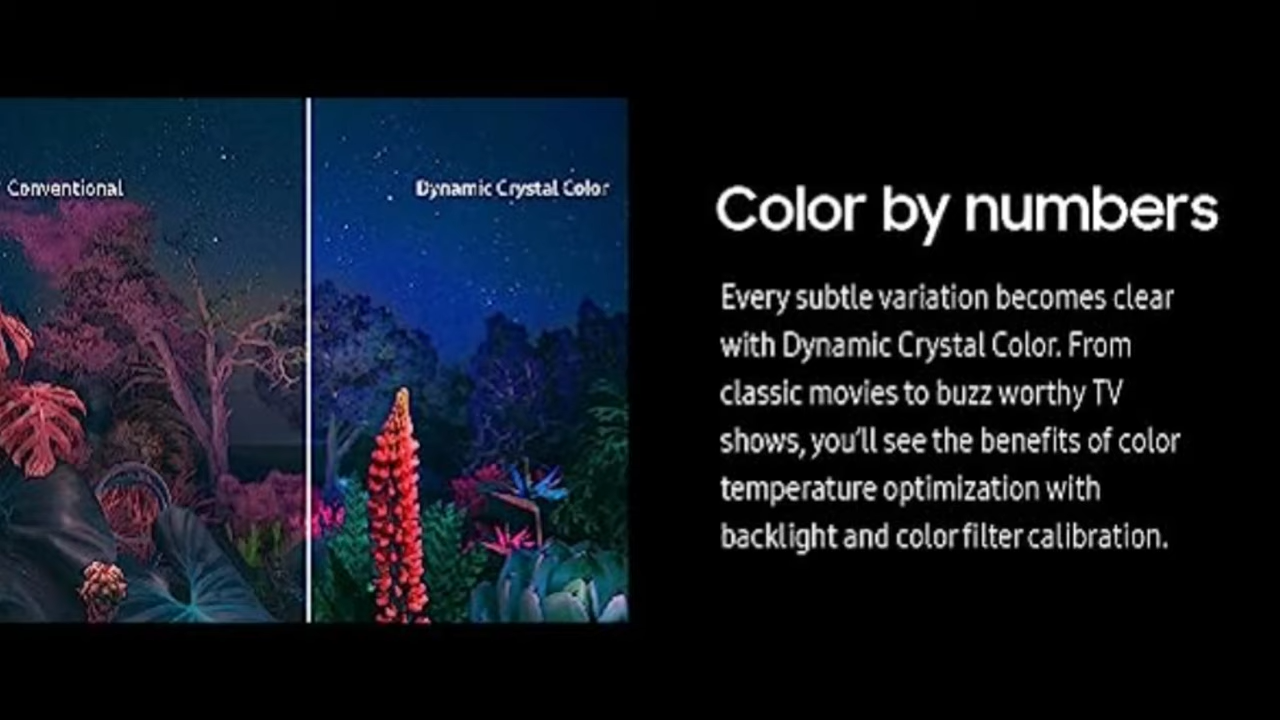 Conventional
Dynamic Crystal Color
Color by numbers
Every subtle variation becomes clear
with Dynamic Crystal Color. From
classic movies to buzz worthy TV
shows, you'll see the benefits of color
temperature optimization with
backlight and color filter calibration.